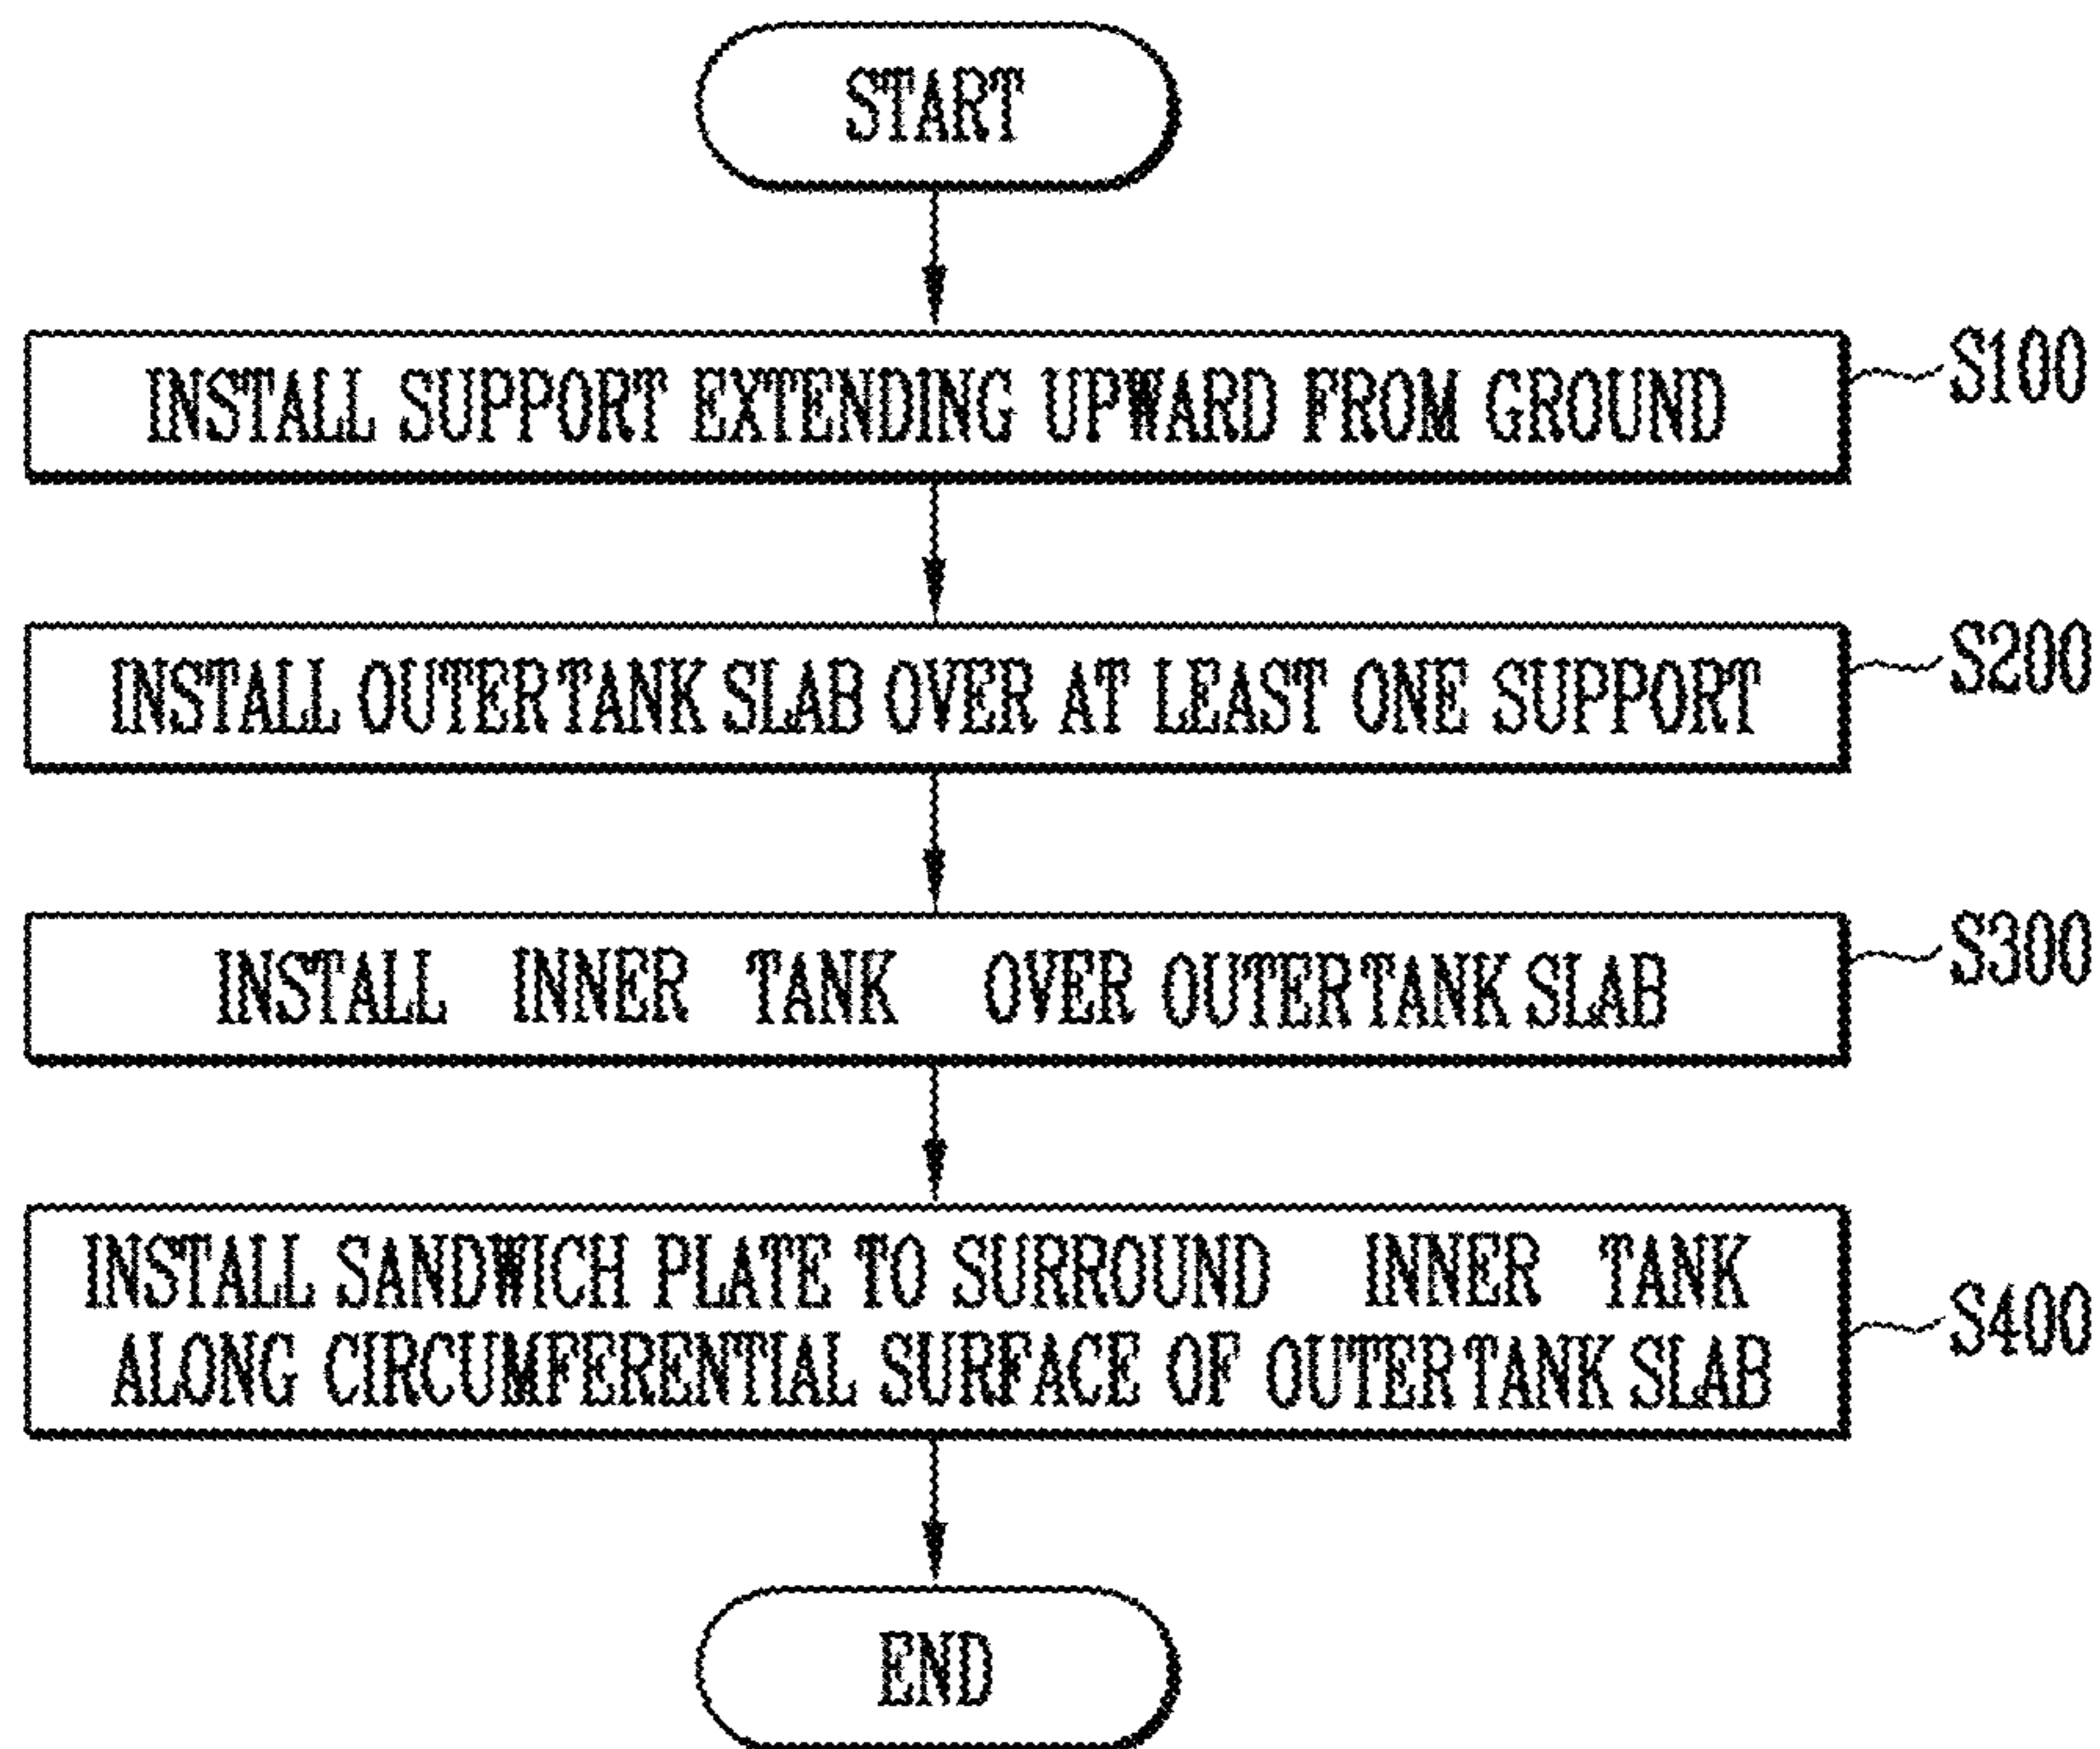 START
INSTALL SUPPORT EXTENDING UPWARD FROM GROUND
S100
INSTALL OUTER TANK SLAB OVER AT LEAST ONE SUPPORT
S200
INSTALL INNER TANK OVER OUTER TANK SLAB
S300
INSTALL SANDWICH PLATE TO SURROUND INNER TANK
ALONG CIRCUMFERENTIAL SURFACE OF OUTER TANK SLAB
S400
END